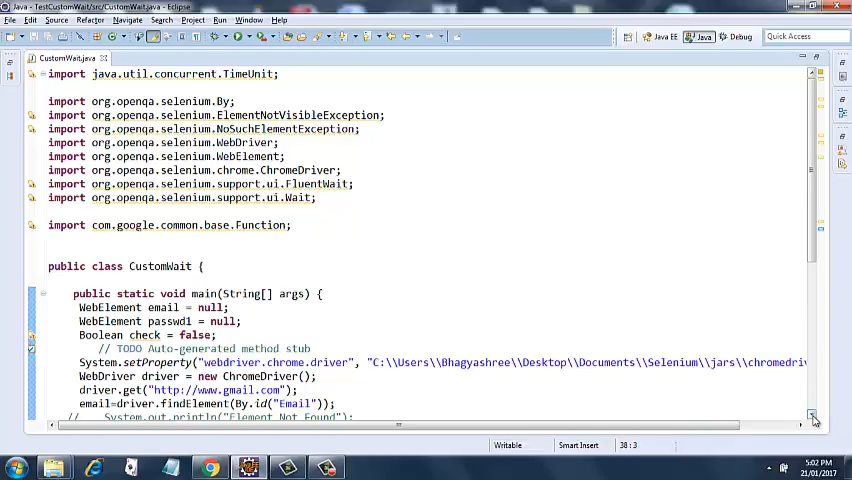 Java - TestCustomWait/src/CustomWait.java - Eclipse
File Edit Source Refactor Navigate Search Project Run Window Help
Quick Access
Java EE
Java
Debug
CustomWait.java
import java.util.concurrent.TimeUnit;
import org.openqa.selenium.By;
import org.openqa.selenium.ElementNotVisibleException;
import org.openqa.selenium.NoSuchElementException;
import org.openqa.selenium.WebDriver;
import org.openqa.selenium.WebElement;
import org.openqa.selenium.chrome.ChromeDriver;
import org.openqa.selenium.support.ui.FluentWait;
import org.openqa.selenium.support.ui.Wait;
import com.google.common.base.Function;
public class CustomWait {
public static void main(String[] args) {
WebElement email = null;
WebElement passwd1 = null;
Boolean check = false;
// TODO Auto-generated method stub
System.setProperty("webdriver.chrome.driver", "C:\\Users\\Bhagyashree\\Desktop\\Documents\\Selenium\\jars\\chromedriv
WebDriver driver = new ChromeDriver();
driver.get("http://www.gmail.com");
email=driver.findElement(By.id("Email"));
// System.out.println("Element Not Found");
Writable Smart Insert 38 : 3
5:02 PM
21/01/2017